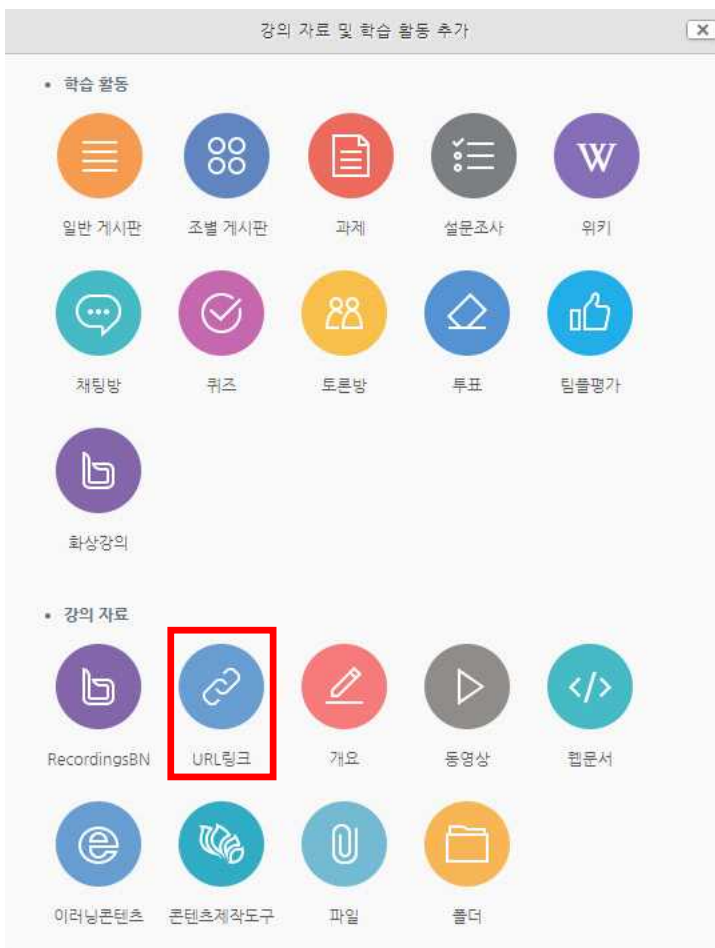 강의 자료 및 학습 활동 추가
• 학습 활동
일반 게시판 조별 게시판 과제 설문조사 위키
채팅방 퀴즈 토론방 투표 팀플평가
화상강의
• 강의 자료
RecordingsBN URL링크 개요 동영상 웹문서
이러닝콘텐츠 콘텐츠제작도구 파일 폴더